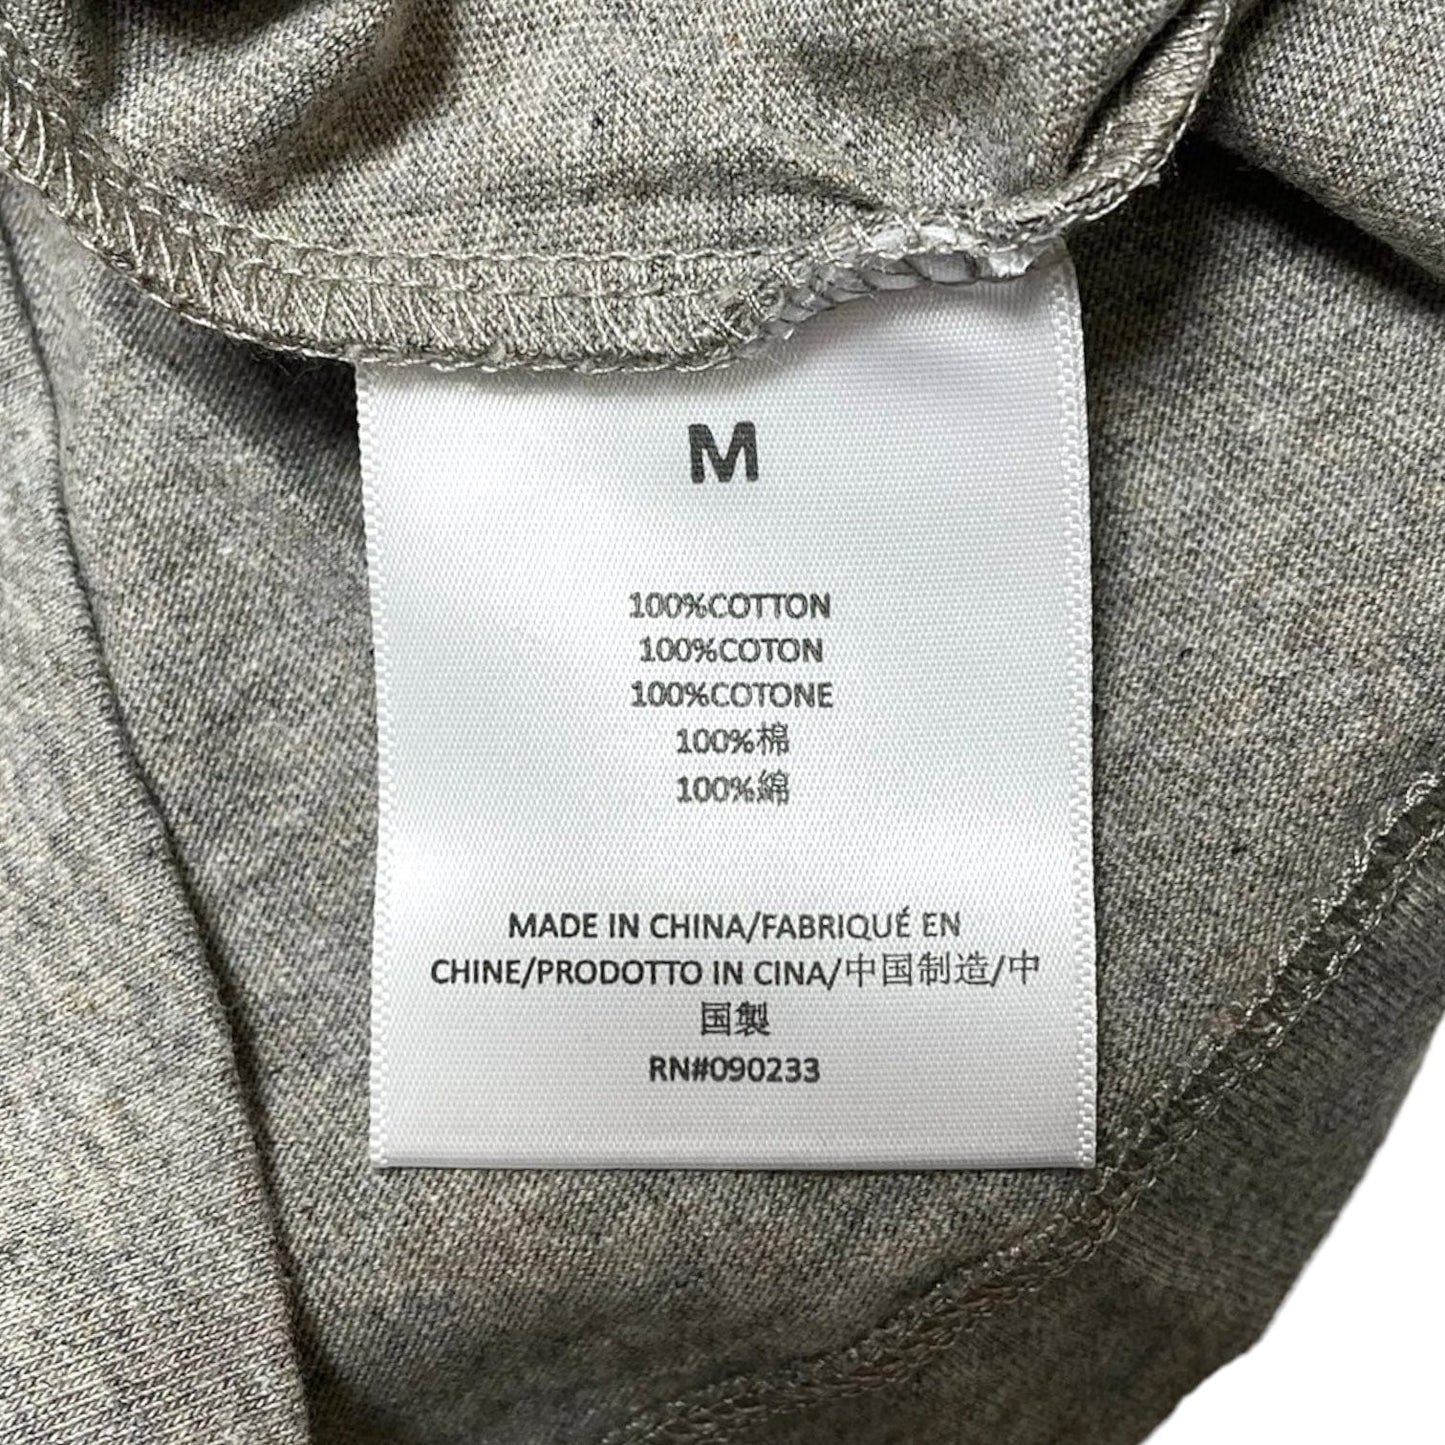 M
100%COTTON
100%COTON
100%COTONE
100%棉
100%綿
MADE IN CHINA/FABRIQUÉ EN
CHINE/PRODOTTO IN CINA/中国制造/中
国製
RN#090233